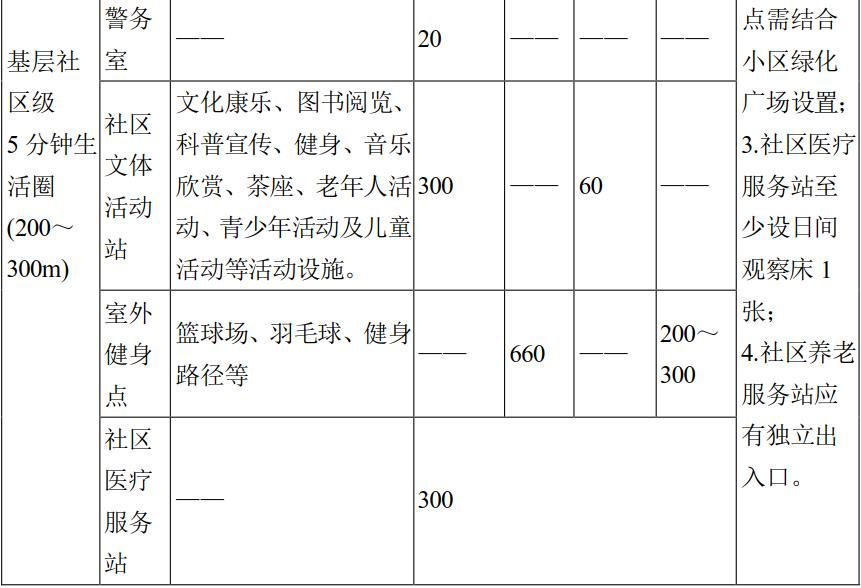 基层社
区级
5 分钟生
活圈
(200～
300m)
警务
室
——
20
——
——
——
社区
文体
活动
站
文化康乐、图书阅览、
科普宣传、健身、音乐
欣赏、茶座、老年人活
动、青少年活动及儿童
活动等活动设施。
300
——
60
——
室外
健身
点
篮球场、羽毛球、健身
路径等
——
660
——
200～
300
社区
医疗
服务
站
——
300
点需结合
小区绿化
广场设置；
3.社区医疗
服务站至
少设日间
观察床 1
张；
4.社区养老
服务站应
有独立出
入口。